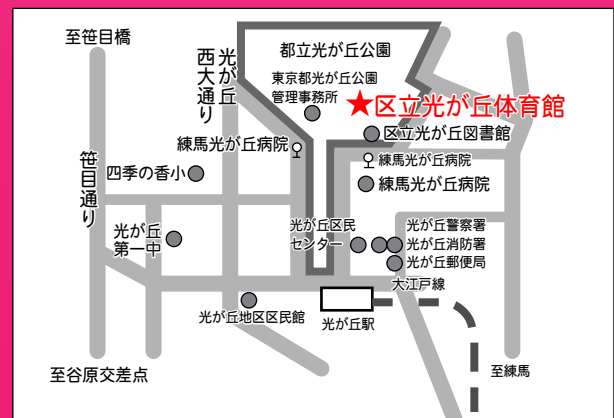 至笹目橋
光が丘
西大通り
都立光が丘公園
東京都光が丘公園
管理事務所
★区立光が丘体育館
区立光が丘図書館
練馬光が丘病院
練馬光が丘病院
練馬光が丘病院
四季の香小
笹目通り
光が丘
第一中
光が丘区民
センター
光が丘警察署
光が丘消防署
光が丘郵便局
大江戸線
光が丘地区区民館
光が丘駅
至谷原交差点
至練馬